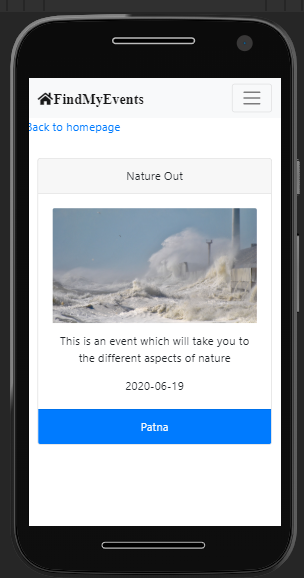 FindMyEvents
Back to homepage
Nature Out
This is an event which will take you to
the different aspects of nature
2020-06-19
Patna